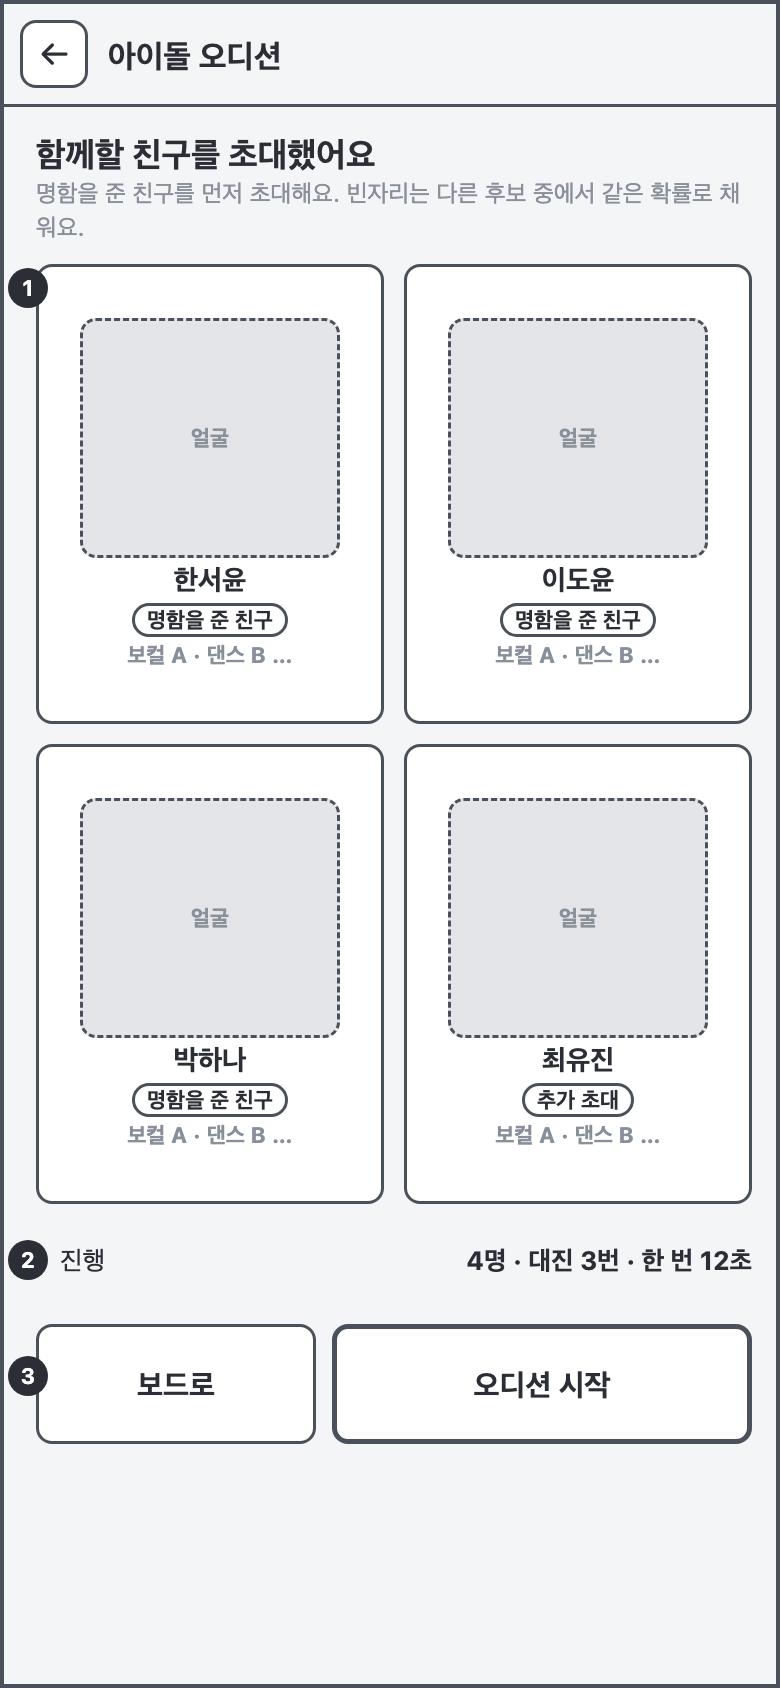 아이돌 오디션
함께할 친구를 초대했어요
명함을 준 친구를 먼저 초대해요. 빈자리는 다른 후보 중에서 같은 확률로 채
워요.
1
얼굴
얼굴
한서윤
이도윤
명함을 준 친구
명함을 준 친구
보컬 A · 댄스 B ...
보컬 A · 댄스 B ...
얼굴
얼굴
박하나
최유진
명함을 준 친구
추가 초대
보컬 A · 댄스 B ...
보컬 A · 댄스 B ...
2 진행 4명 · 대진 3번 · 한 번 12초
3
보드로
오디션 시작